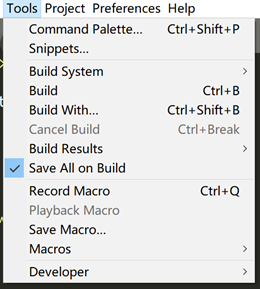 Tools Project Preferences Help
Command Palette... Ctrl+Shift+P
Snippets...
Build System
Build Ctrl+B
Build With... Ctrl+Shift+B
Cancel Build Ctrl+Break
Build Results
Save All on Build
Record Macro Ctrl+Q
Playback Macro
Save Macro...
Macros
Developer